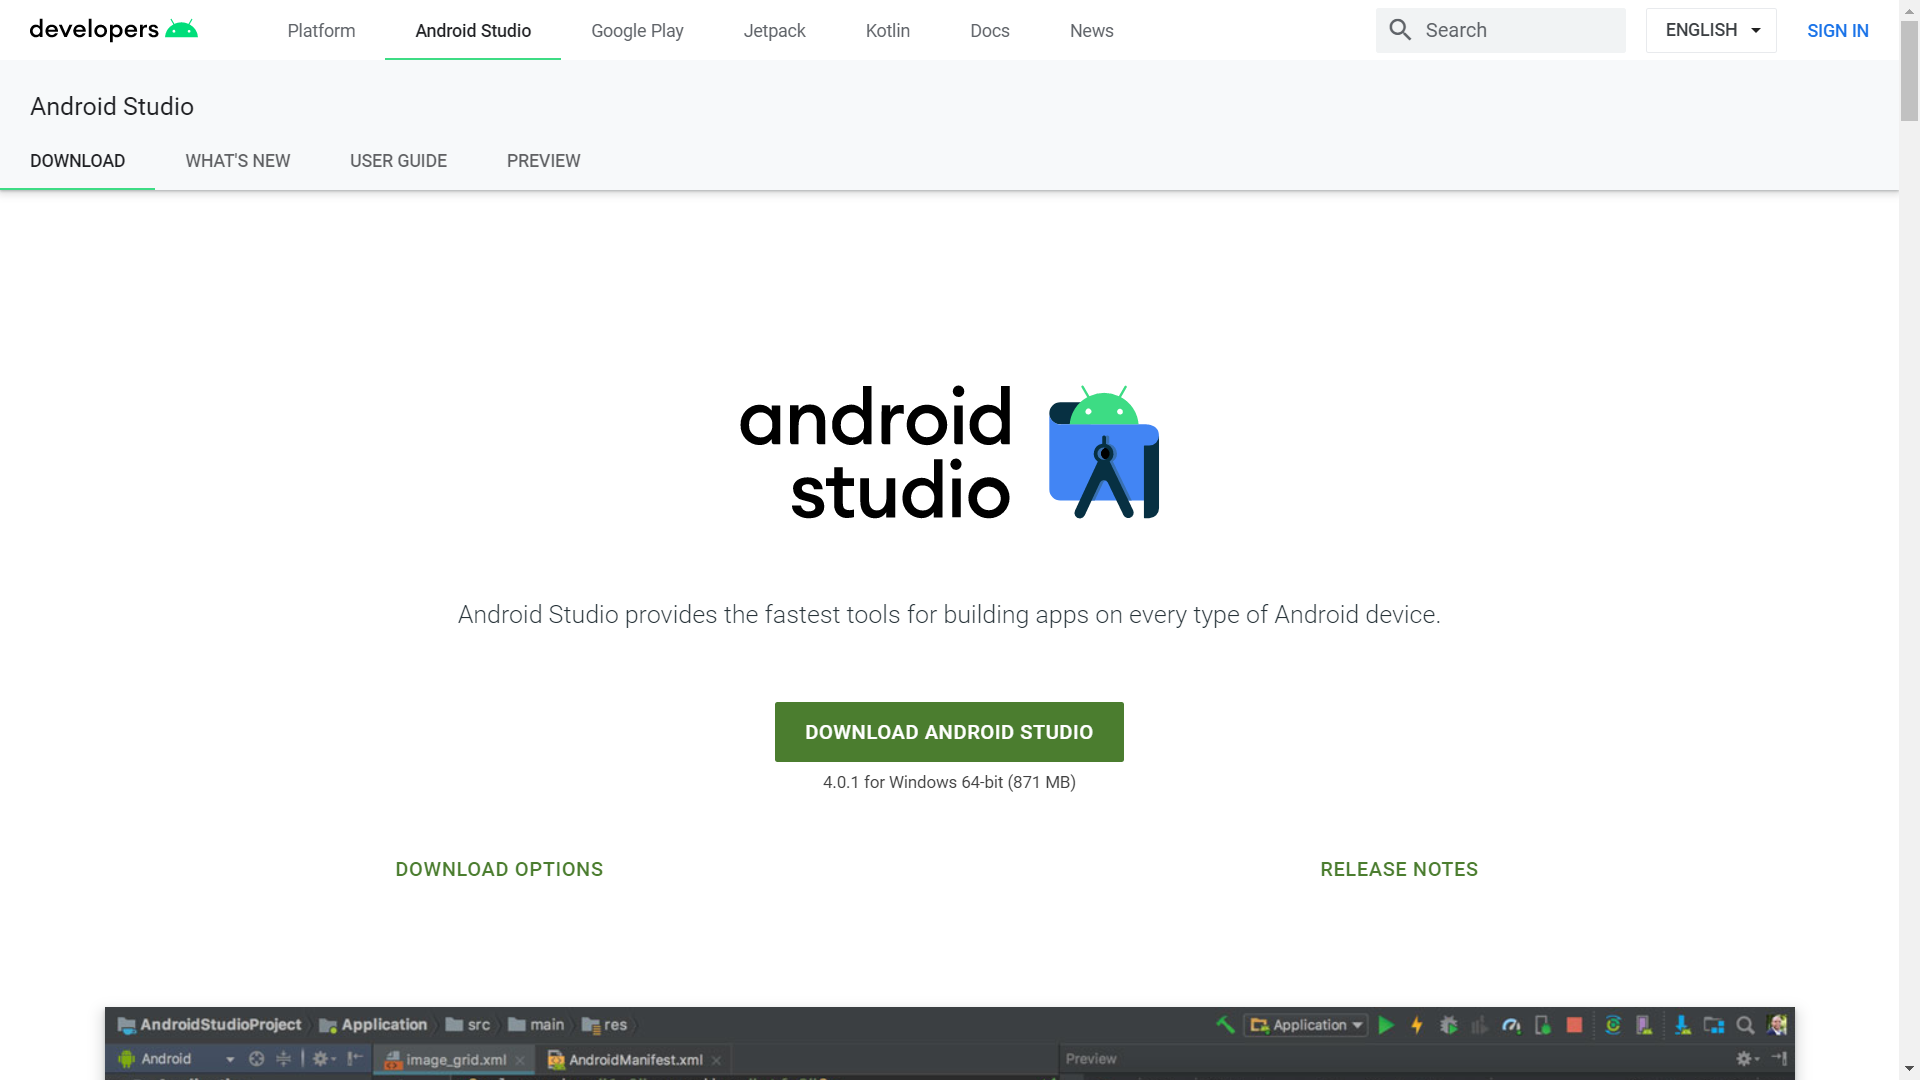 developers
Platform
Android Studio
Google Play
Jetpack
Kotlin
Docs
News
Search
ENGLISH
SIGN IN
Android Studio
DOWNLOAD
WHAT'S NEW
USER GUIDE
PREVIEW
android
studio
Android Studio provides the fastest tools for building apps on every type of Android device.
DOWNLOAD ANDROID STUDIO
4.0.1 for Windows 64-bit (871 MB)
DOWNLOAD OPTIONS
RELEASE NOTES
AndroidStudioProject
Application
src
main
res
Application
Android
image_grid.xml
AndroidManifest.xml
Preview